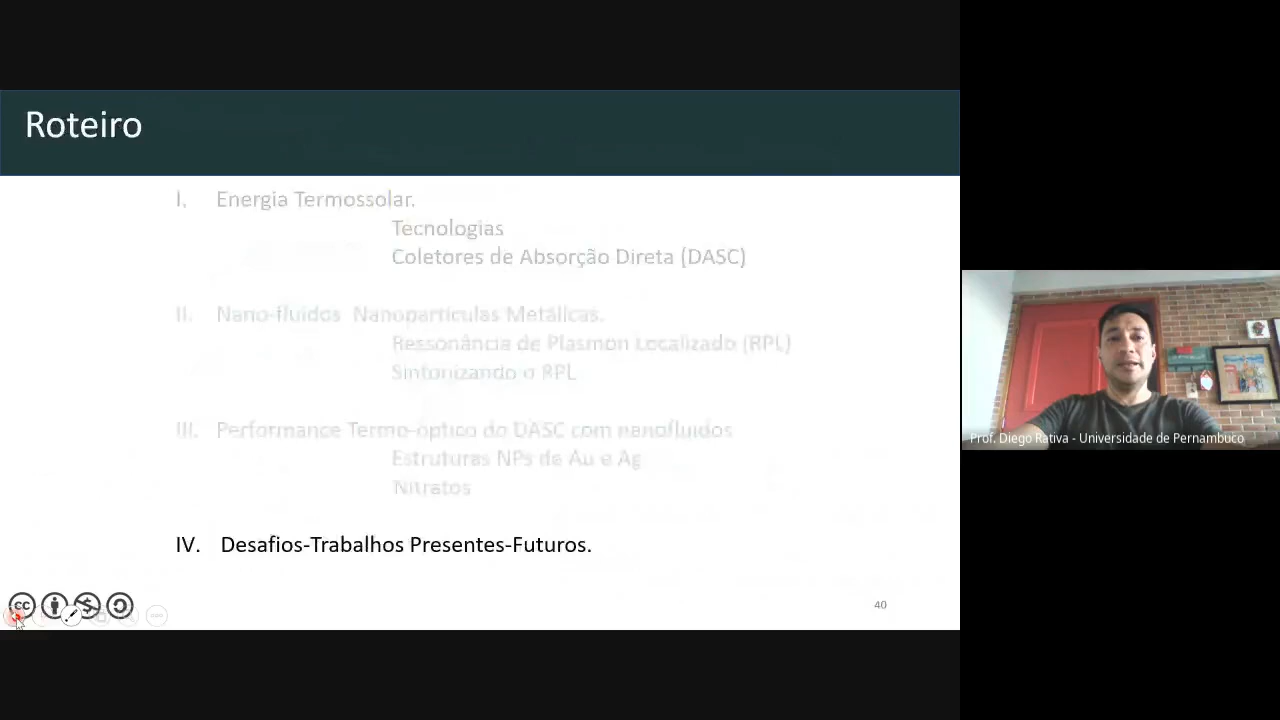 Roteiro
I. Energia Termossolar.
Tecnologias
Coletores de Absorção Direta (DASC)
II. Nano-fluidos Nanoparticulas Metálicas.
Ressonância de Plasmon Localizado (RPL)
Sintonizando o RPL
III. Performance Termo-óptico do DASC com nanofluidos
Estruturas NPs de Au e Ag
Nitratos
IV. Desafios-Trabalhos Presentes-Futuros.
cc
40
Prof. Diego Rativa - Universidade de Pernambuco